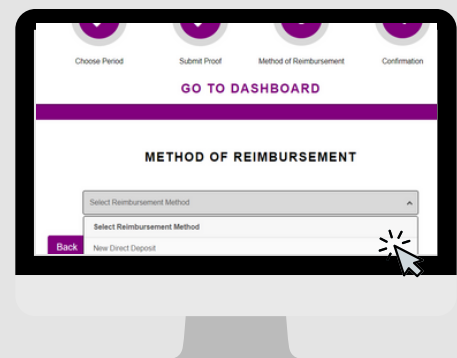 Choose Period
Submit Proof
Method of Reimbursement
Confirmation
GO TO DASHBOARD
METHOD OF REIMBURSEMENT
Select Reimbursement Method
Select Reimbursement Method
Back
New Direct Deposit